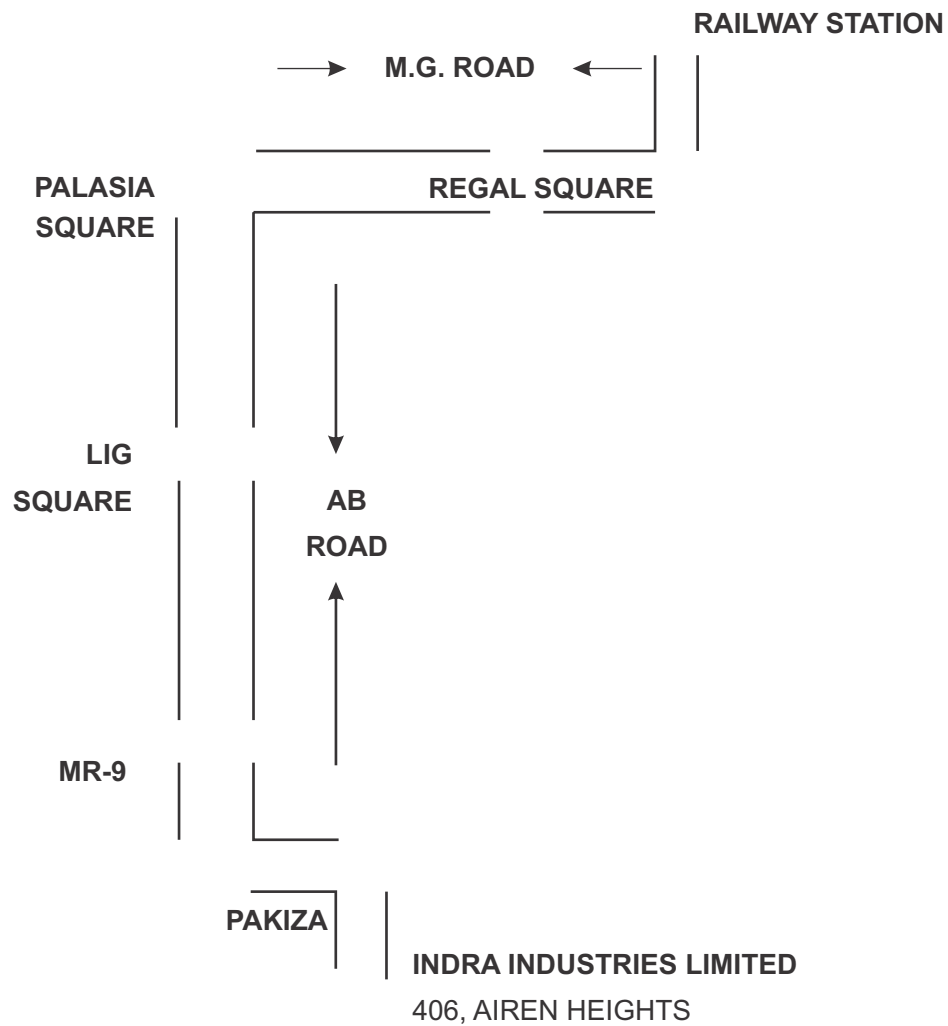 RAILWAY STATION
M.G. ROAD
PALASIA
SQUARE
REGAL SQUARE
LIG
SQUARE
AB
ROAD
MR-9
PAKIZA
INDRA INDUSTRIES LIMITED
406, AIREN HEIGHTS